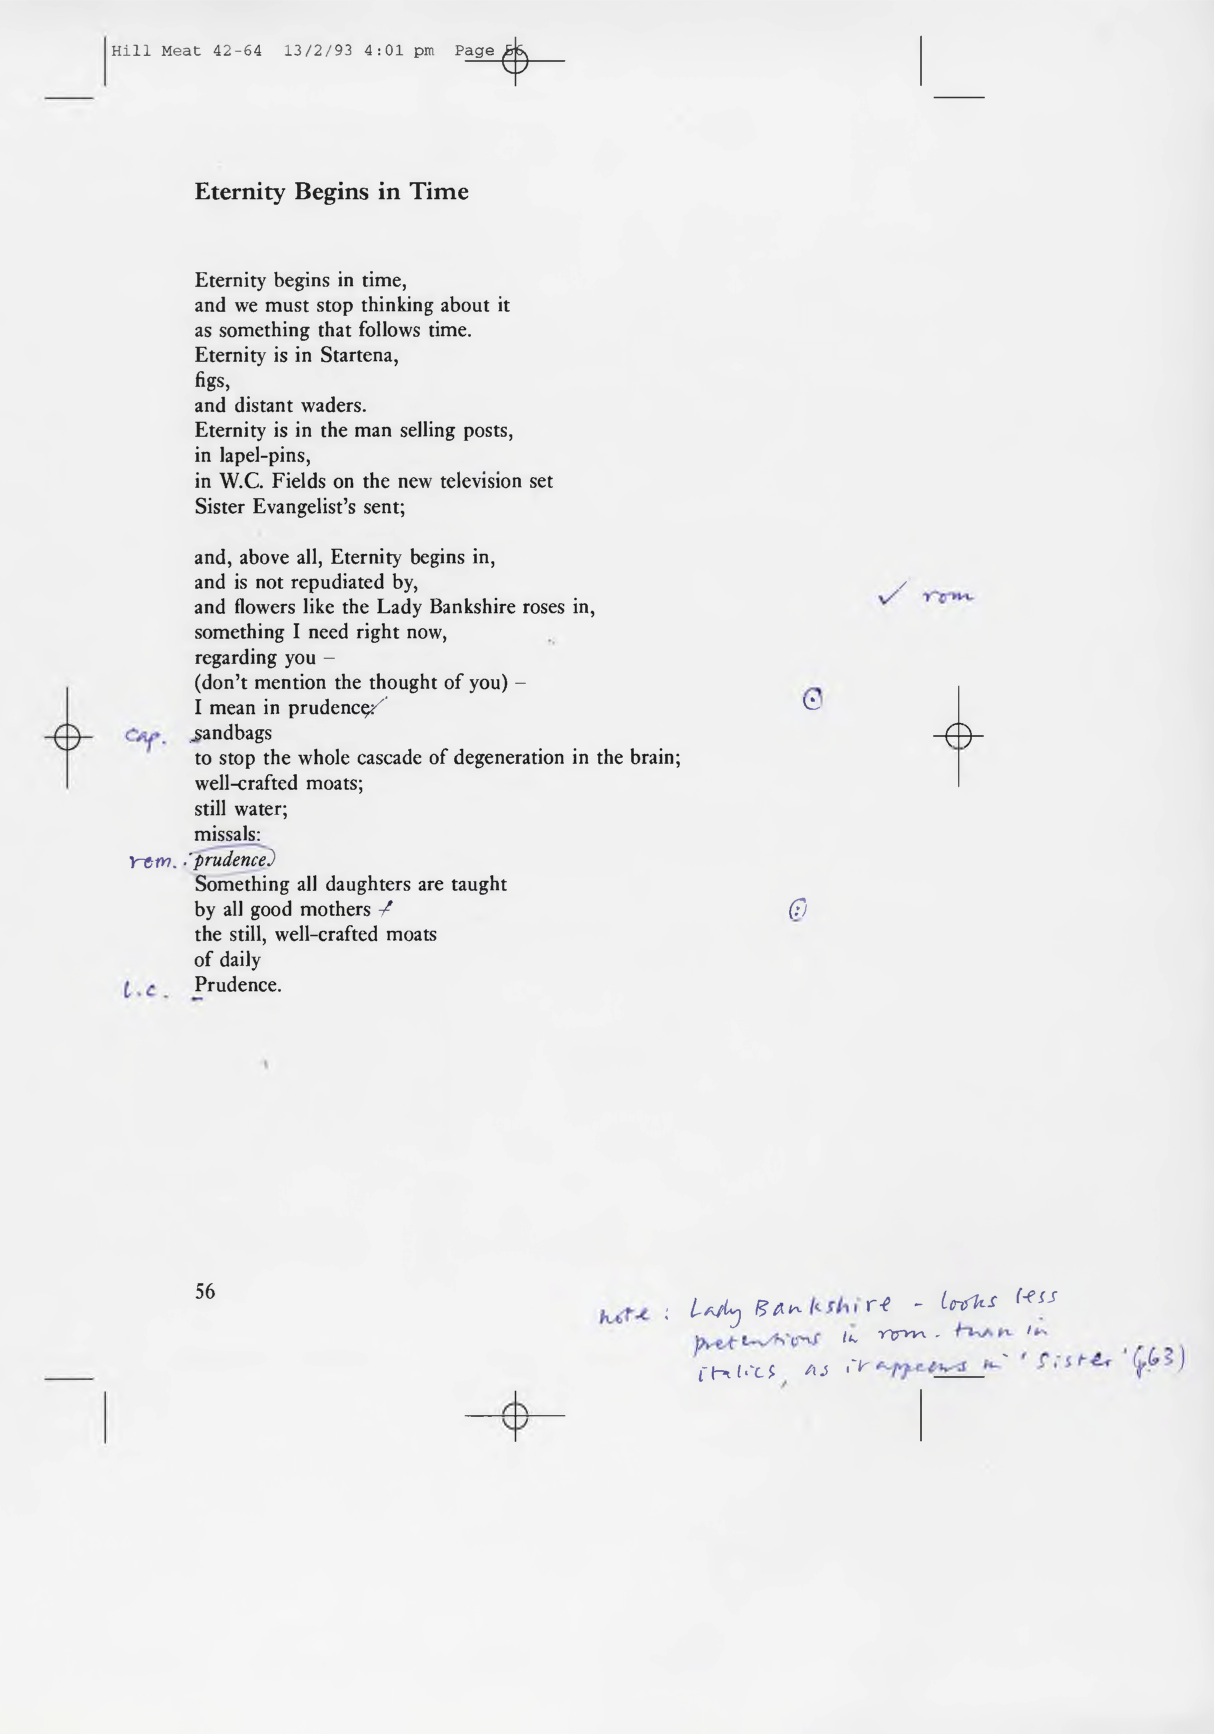 Hill Meat 42-64 13/2/93 4:01 pm Page 56
Eternity Begins in Time
Eternity begins in time,
and we must stop thinking about it
as something that follows time.
Eternity is in Startena,
figs,
and distant waders.
Eternity is in the man selling posts,
in lapel-pins,
in W.C. Fields on the new television set
Sister Evangelist's sent;
and, above all, Eternity begins in,
and is not repudiated by,
and flowers like the Lady Bankshire roses in, ✓ rom
something I need right now,
regarding you –
(don't mention the thought of you) –
I mean in prudence: ⊙
cap. sandbags
to stop the whole cascade of degeneration in the brain;
well-crafted moats;
still water;
missals:
rem. prudence.
Something all daughters are taught
by all good mothers – :
the still, well-crafted moats
of daily
l.c. Prudence.
56
note: Lady Bankshire - looks less
pretentious in rom. than in
italics, as it appears in 'Sister' (p63)